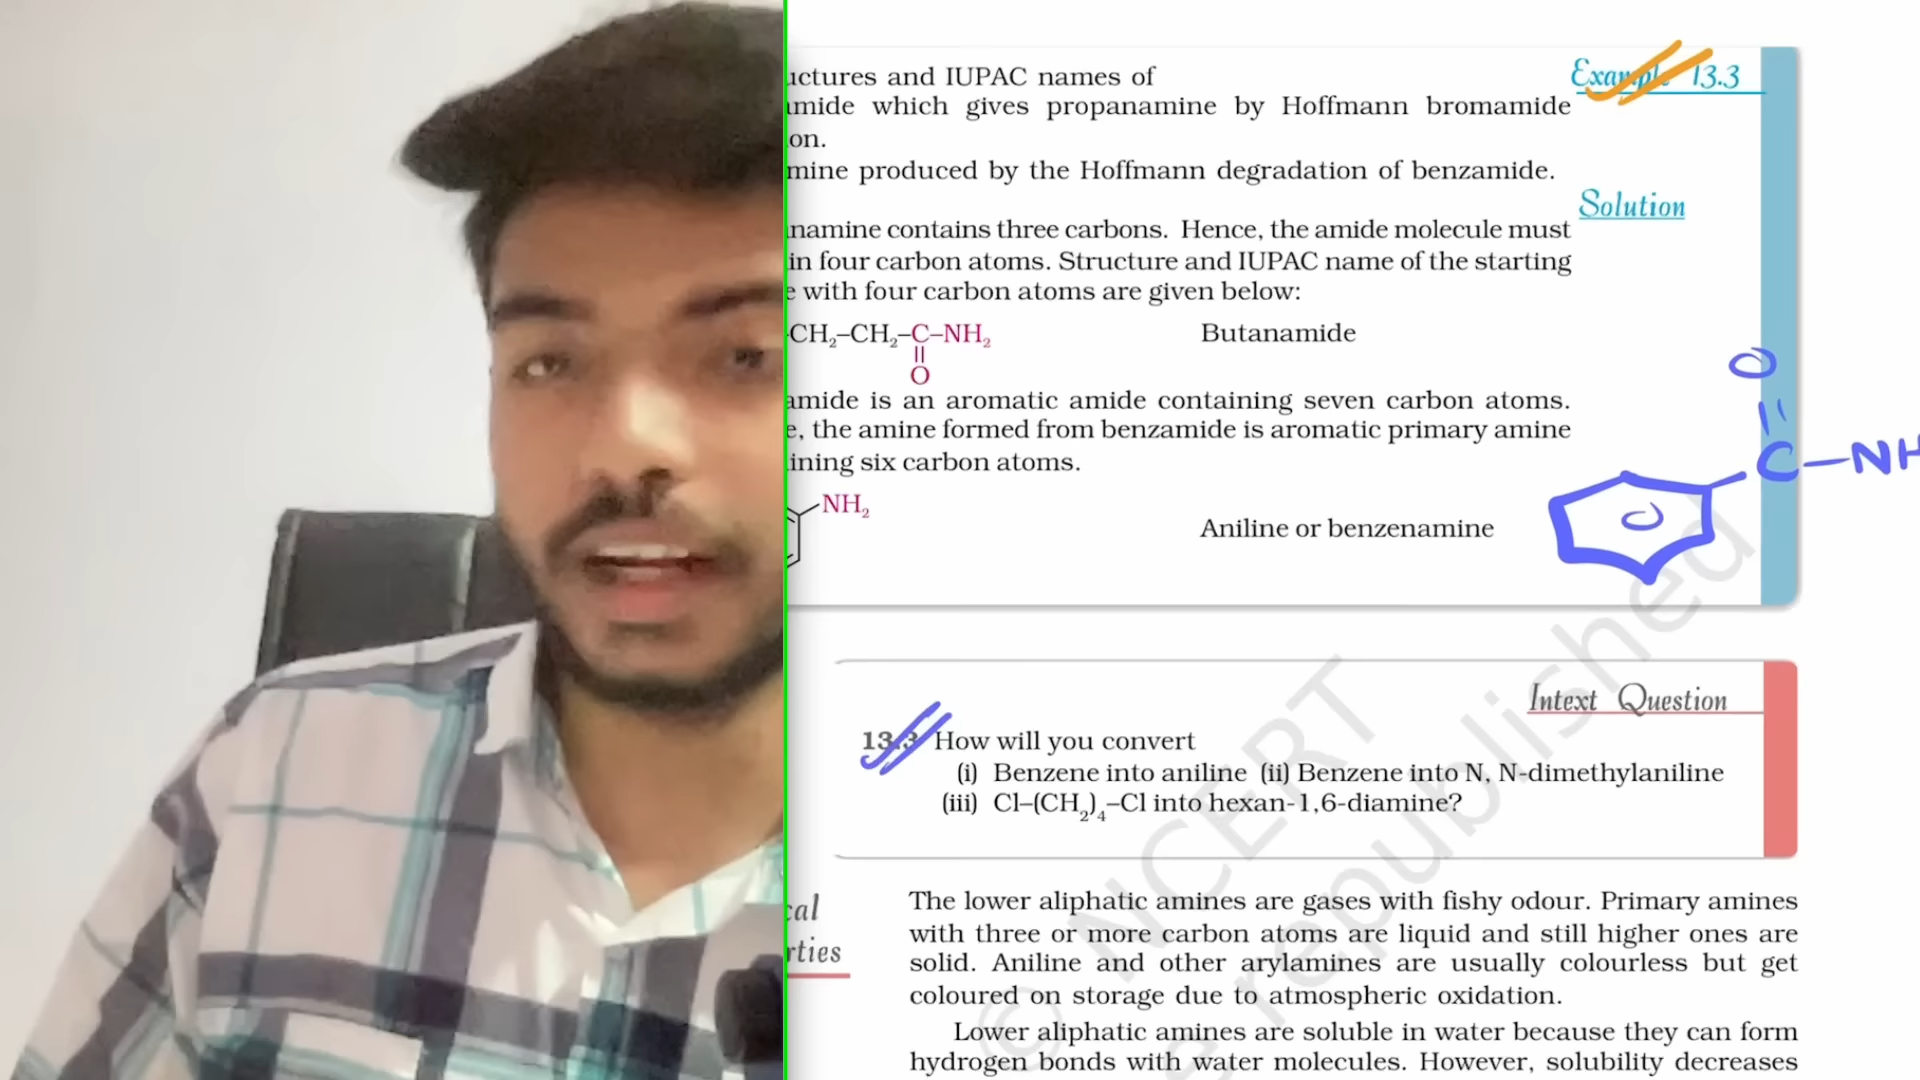 uctures and IUPAC names of
Example 13.3
mide which gives propanamine by Hoffmann bromamide
on.
mine produced by the Hoffmann degradation of benzamide.
Solution
namine contains three carbons. Hence, the amide molecule must
in four carbon atoms. Structure and IUPAC name of the starting
e with four carbon atoms are given below:
CH₂–CH₂–C–NH₂ Butanamide
O
amide is an aromatic amide containing seven carbon atoms.
e, the amine formed from benzamide is aromatic primary amine
ining six carbon atoms.
NH₂
Aniline or benzenamine
O
C–NH
Intext Question
13.3 How will you convert
(i) Benzene into aniline (ii) Benzene into N, N-dimethylaniline
(iii) Cl–(CH₂)₄–Cl into hexan-1,6-diamine?
cal
rties
The lower aliphatic amines are gases with fishy odour. Primary amines
with three or more carbon atoms are liquid and still higher ones are
solid. Aniline and other arylamines are usually colourless but get
coloured on storage due to atmospheric oxidation.
Lower aliphatic amines are soluble in water because they can form
hydrogen bonds with water molecules. However, solubility decreases
© NCERT
republished